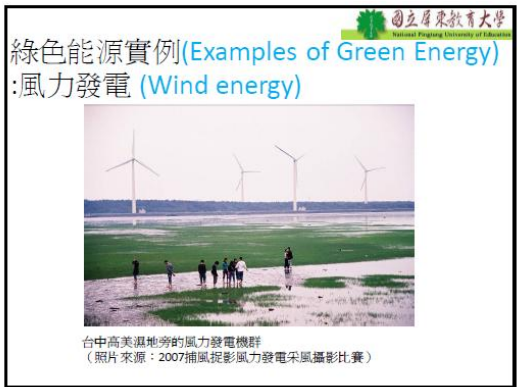 國立屏東教育大學
National Pingtung University of Education
綠色能源實例(Examples of Green Energy)
:風力發電 (Wind energy)
台中高美濕地旁的風力發電機群
（照片來源：2007捕風捉影風力發電采風攝影比賽）